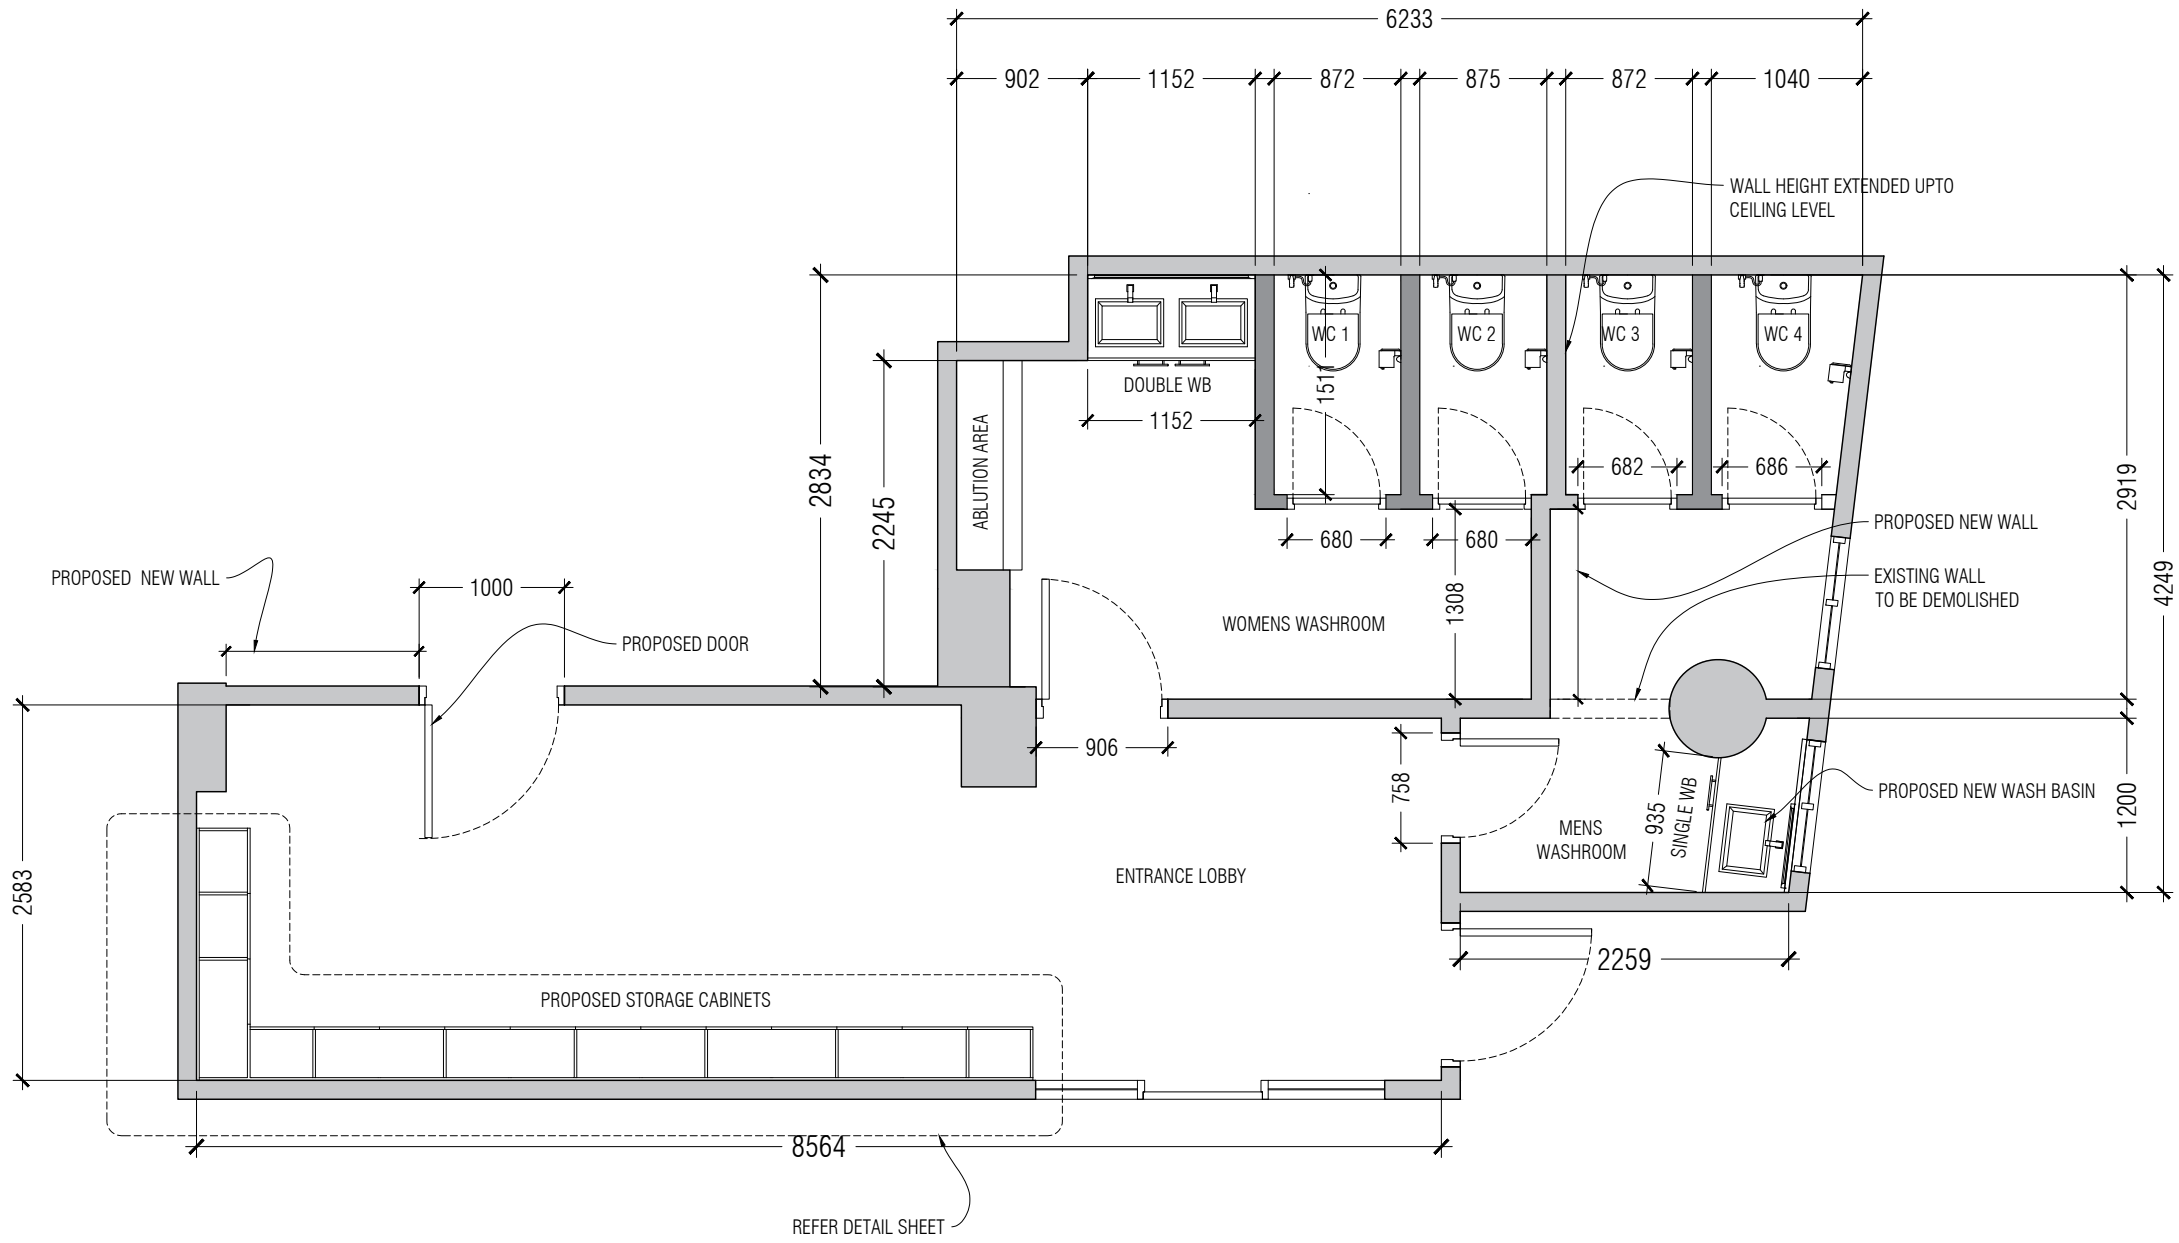 6233
902
1152
872
875
872
1040
WALL HEIGHT EXTENDED UPTO
CEILING LEVEL
WC 1
WC 2
WC 3
WC 4
DOUBLE WB
1152
1511
ABLUTION AREA
2834
2245
682
686
680
680
2919
4249
PROPOSED NEW WALL
EXISTING WALL
TO BE DEMOLISHED
PROPOSED NEW WALL
1000
PROPOSED DOOR
WOMENS WASHROOM
1308
906
758
935
SINGLE WB
PROPOSED NEW WASH BASIN
1200
MENS
WASHROOM
ENTRANCE LOBBY
2583
2259
PROPOSED STORAGE CABINETS
8564
REFER DETAIL SHEET